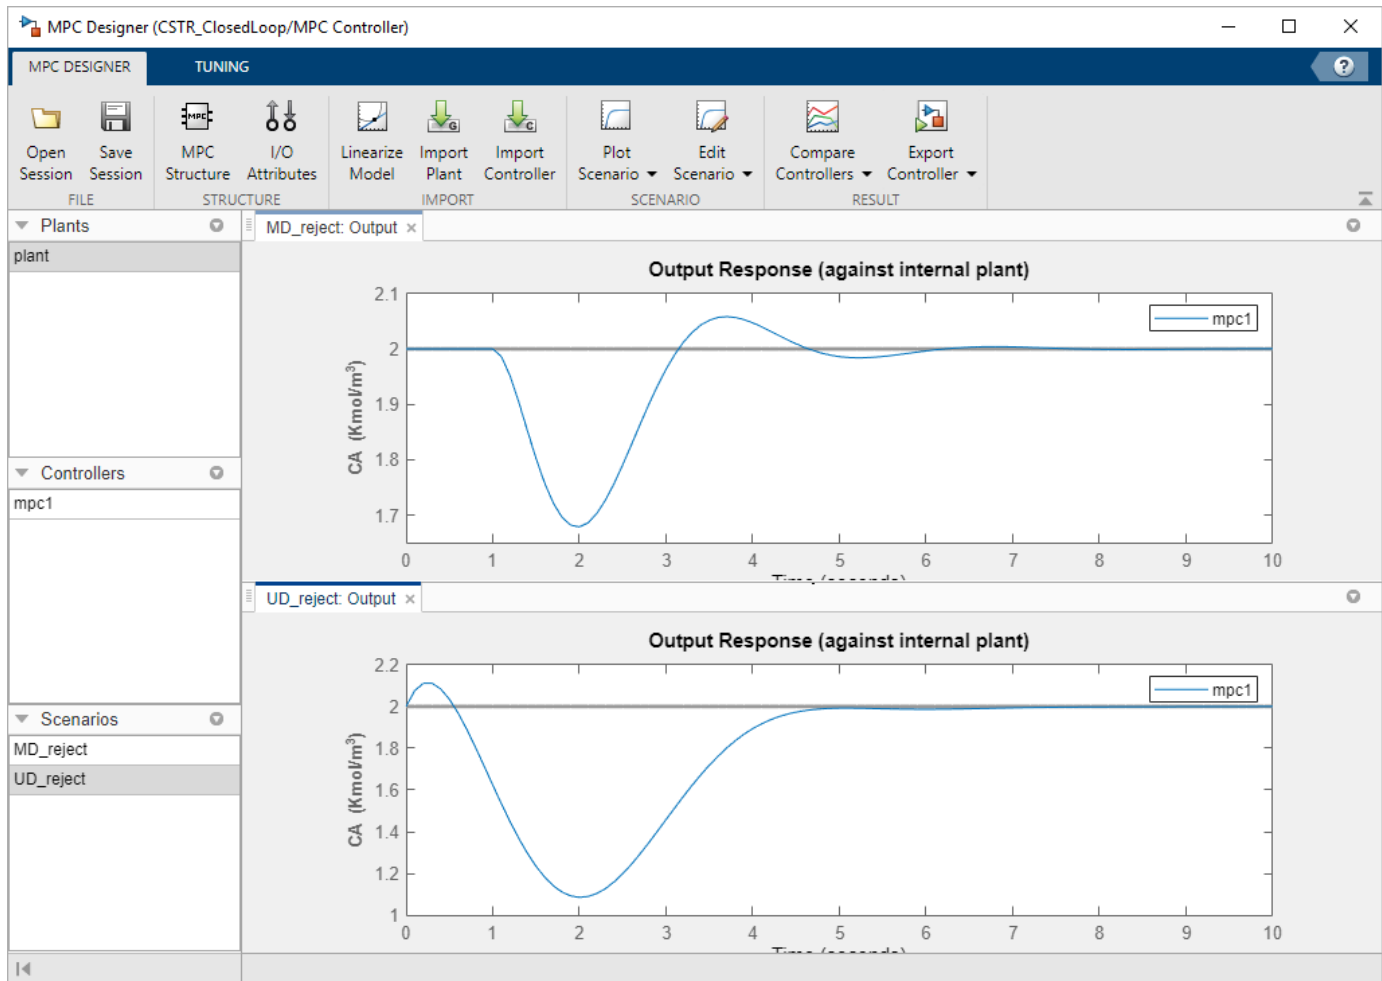 MPC Designer (CSTR_ClosedLoop/MPC Controller)
MPC DESIGNER TUNING
?
MPC G C
Open Save MPC I/O Linearize Import Import Plot Edit Compare Export
Session Session Structure Attributes Model Plant Controller Scenario Scenario Controllers Controller
FILE STRUCTURE IMPORT SCENARIO RESULT
Plants
plant
Controllers
mpc1
Scenarios
MD_reject
UD_reject
MD_reject: Output ×
Output Response (against internal plant)
mpc1
CA (Kmol/m³)
2.1
2
1.9
1.8
1.7
0 1 2 3 4 5 6 7 8 9 10
Time (seconds)
UD_reject: Output ×
Output Response (against internal plant)
mpc1
CA (Kmol/m³)
2.2
2
1.8
1.6
1.4
1.2
1
0 1 2 3 4 5 6 7 8 9 10
Time (seconds)